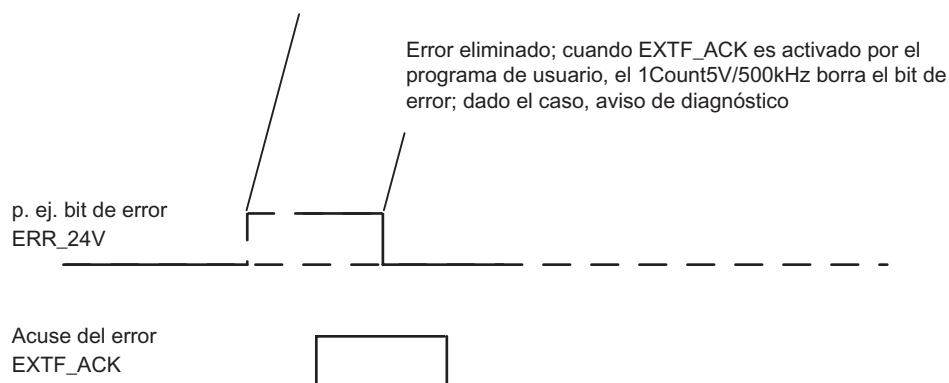 Error eliminado; cuando EXTF_ACK es activado por el
programa de usuario, el 1Count5V/500kHz borra el bit de
error; dado el caso, aviso de diagnóstico
p. ej. bit de error
ERR_24V
Acuse del error
EXTF_ACK